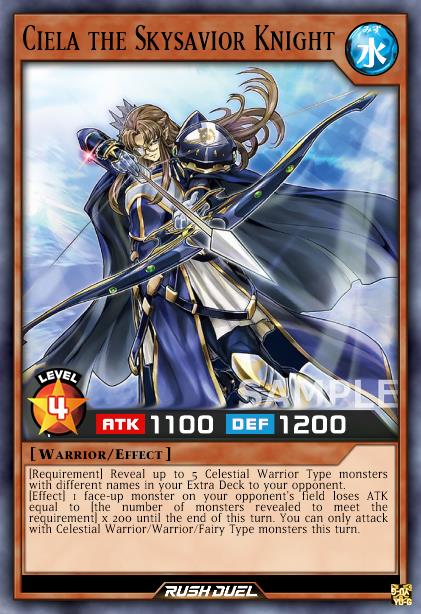 Ciela the Skysavior Knight
みず
水
SAMPLE
LEVEL
4
ATK 1100 DEF 1200
[Warrior/Effect]
[Requirement] Reveal up to 5 Celestial Warrior Type monsters
with different names in your Extra Deck to your opponent.
[Effect] 1 face-up monster on your opponent's field loses ATK
equal to [the number of monsters revealed to meet the
requirement] x 200 until the end of this turn. You can only attack
with Celestial Warrior/Warrior/Fairy Type monsters this turn.
RUSH DUEL